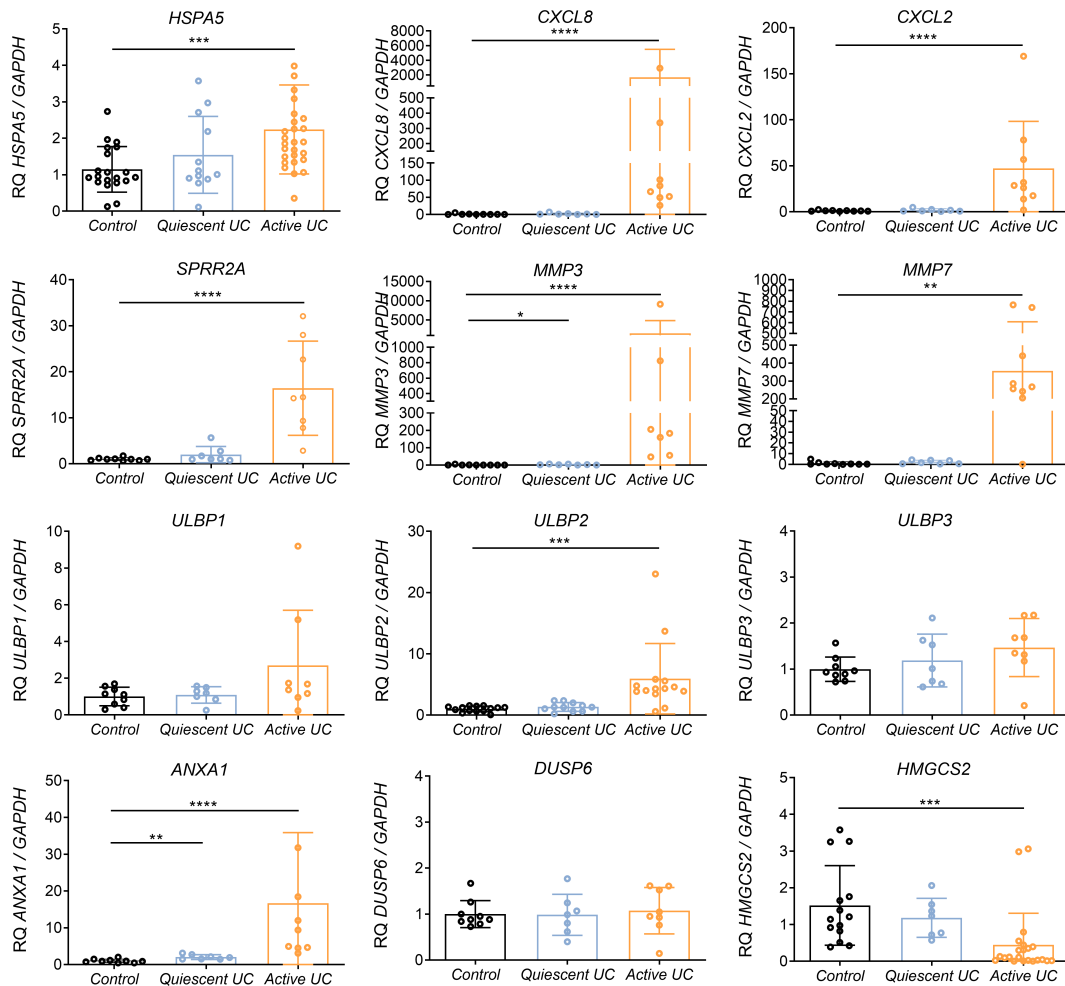 HSPA5
RQ HSPA5 / GAPDH
5
4
3
2
1
0
***
Control Quiescent UC Active UC
CXCL8
RQ CXCL8 / GAPDH
8000
6000
4000
2000
500
400
300
200
150
100
50
0
****
Control Quiescent UC Active UC
CXCL2
RQ CXCL2 / GAPDH
200
150
100
50
0
****
Control Quiescent UC Active UC
SPRR2A
RQ SPRR2A / GAPDH
40
30
20
10
0
****
Control Quiescent UC Active UC
MMP3
RQ MMP3 / GAPDH
15000
10000
5000
1000
800
600
400
300
200
100
0
****
*
Control Quiescent UC Active UC
MMP7
RQ MMP7 / GAPDH
1000
900
800
700
600
500
500
400
300
200
50
40
30
20
10
0
**
Control Quiescent UC Active UC
ULBP1
RQ ULBP1 / GAPDH
10
8
6
4
2
0
Control Quiescent UC Active UC
ULBP2
RQ ULBP2 / GAPDH
30
20
10
0
***
Control Quiescent UC Active UC
ULBP3
RQ ULBP3 / GAPDH
4
3
2
1
0
Control Quiescent UC Active UC
ANXA1
RQ ANXA1 / GAPDH
50
40
30
20
10
0
****
**
Control Quiescent UC Active UC
DUSP6
RQ DUSP6 / GAPDH
4
3
2
1
0
Control Quiescent UC Active UC
HMGCS2
RQ HMGCS2 / GAPDH
5
4
3
2
1
0
***
Control Quiescent UC Active UC